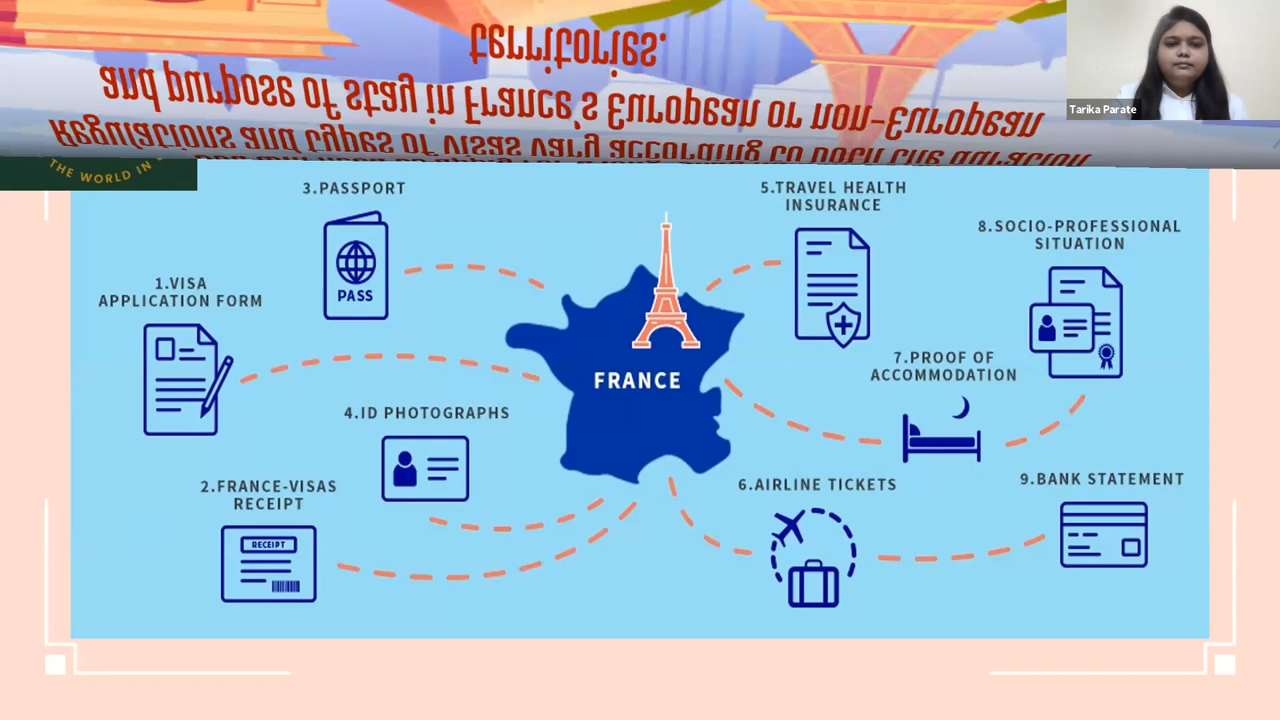 Regulations and types of visas vary according to both the duration
and purpose of stay in France's European or non-European
territories.
Tarika Parate
THE WORLD IN
3.PASSPORT
PASS
5.TRAVEL HEALTH
INSURANCE
8.SOCIO-PROFESSIONAL
SITUATION
1.VISA
APPLICATION FORM
7.PROOF OF
ACCOMMODATION
FRANCE
4.ID PHOTOGRAPHS
2.FRANCE-VISAS
RECEIPT
RECEIPT
6.AIRLINE TICKETS
9.BANK STATEMENT